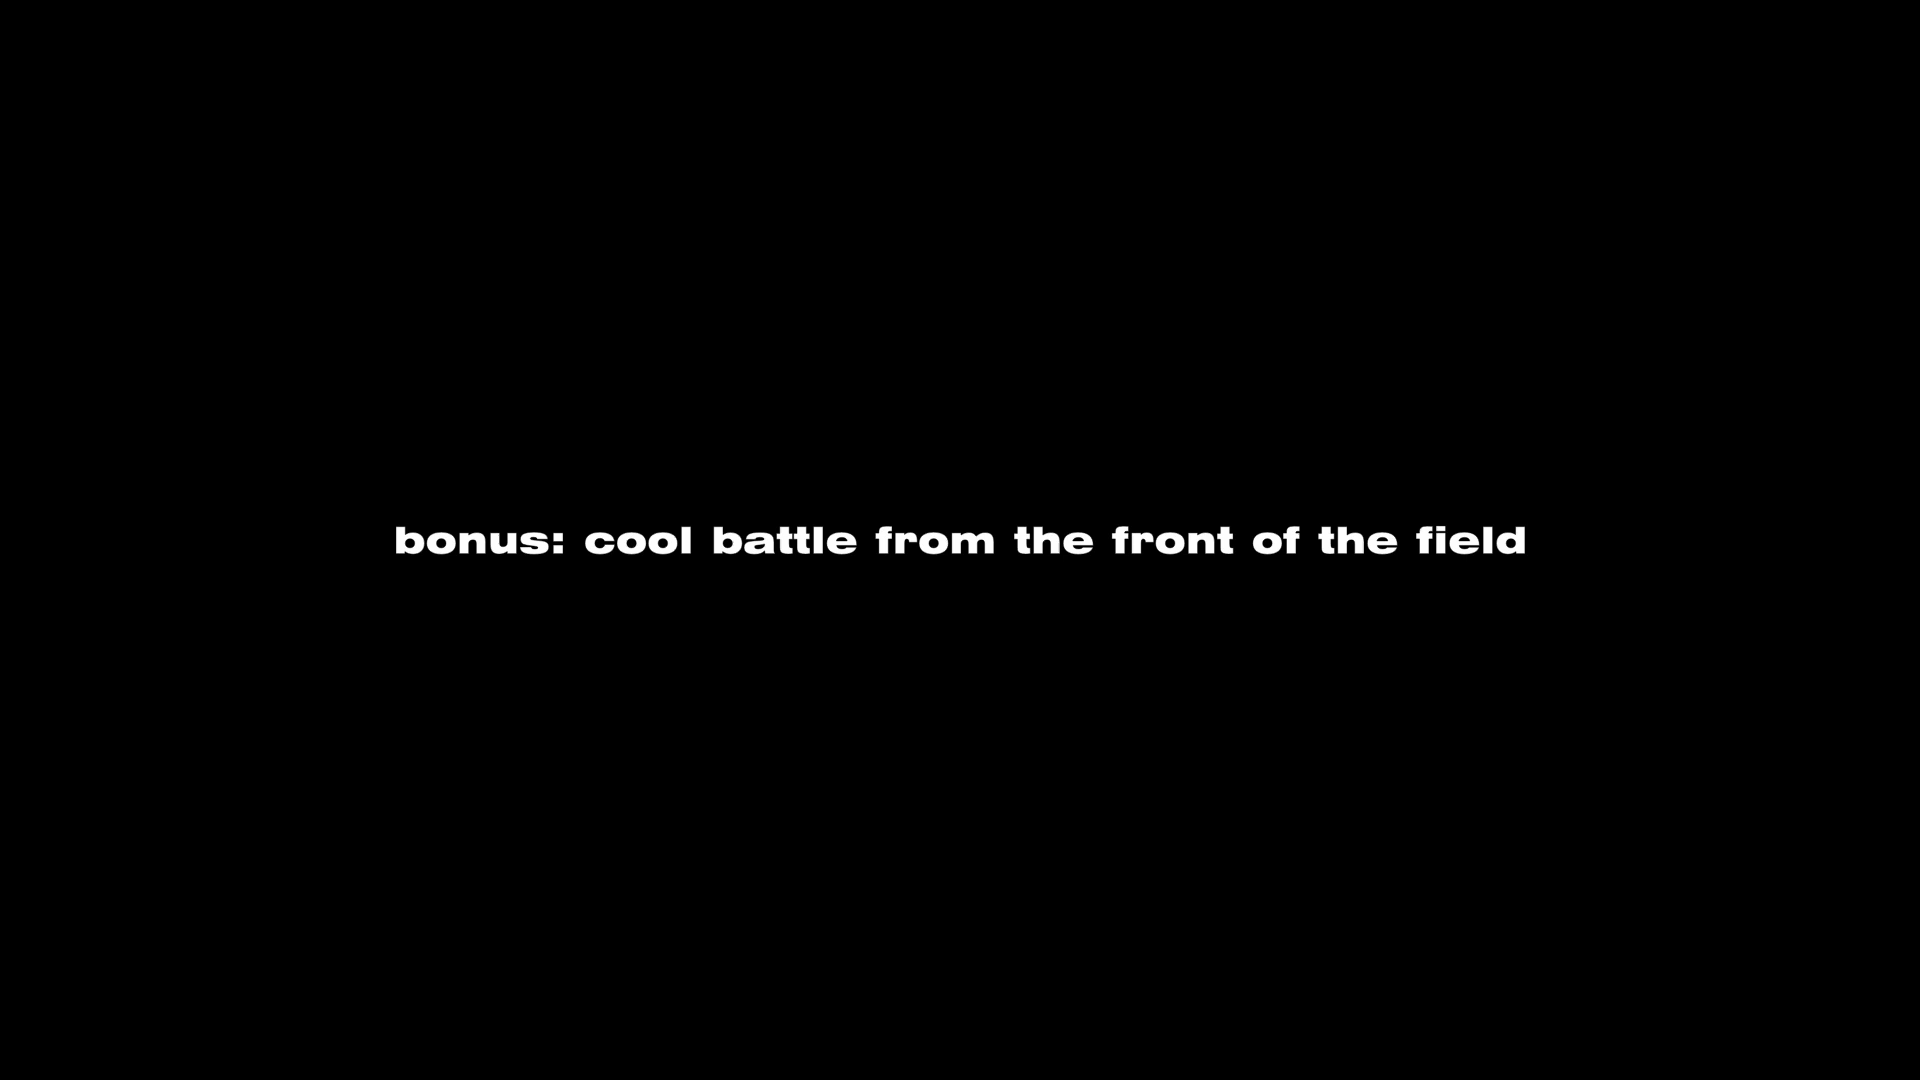 bonus: cool battle from the front of the field